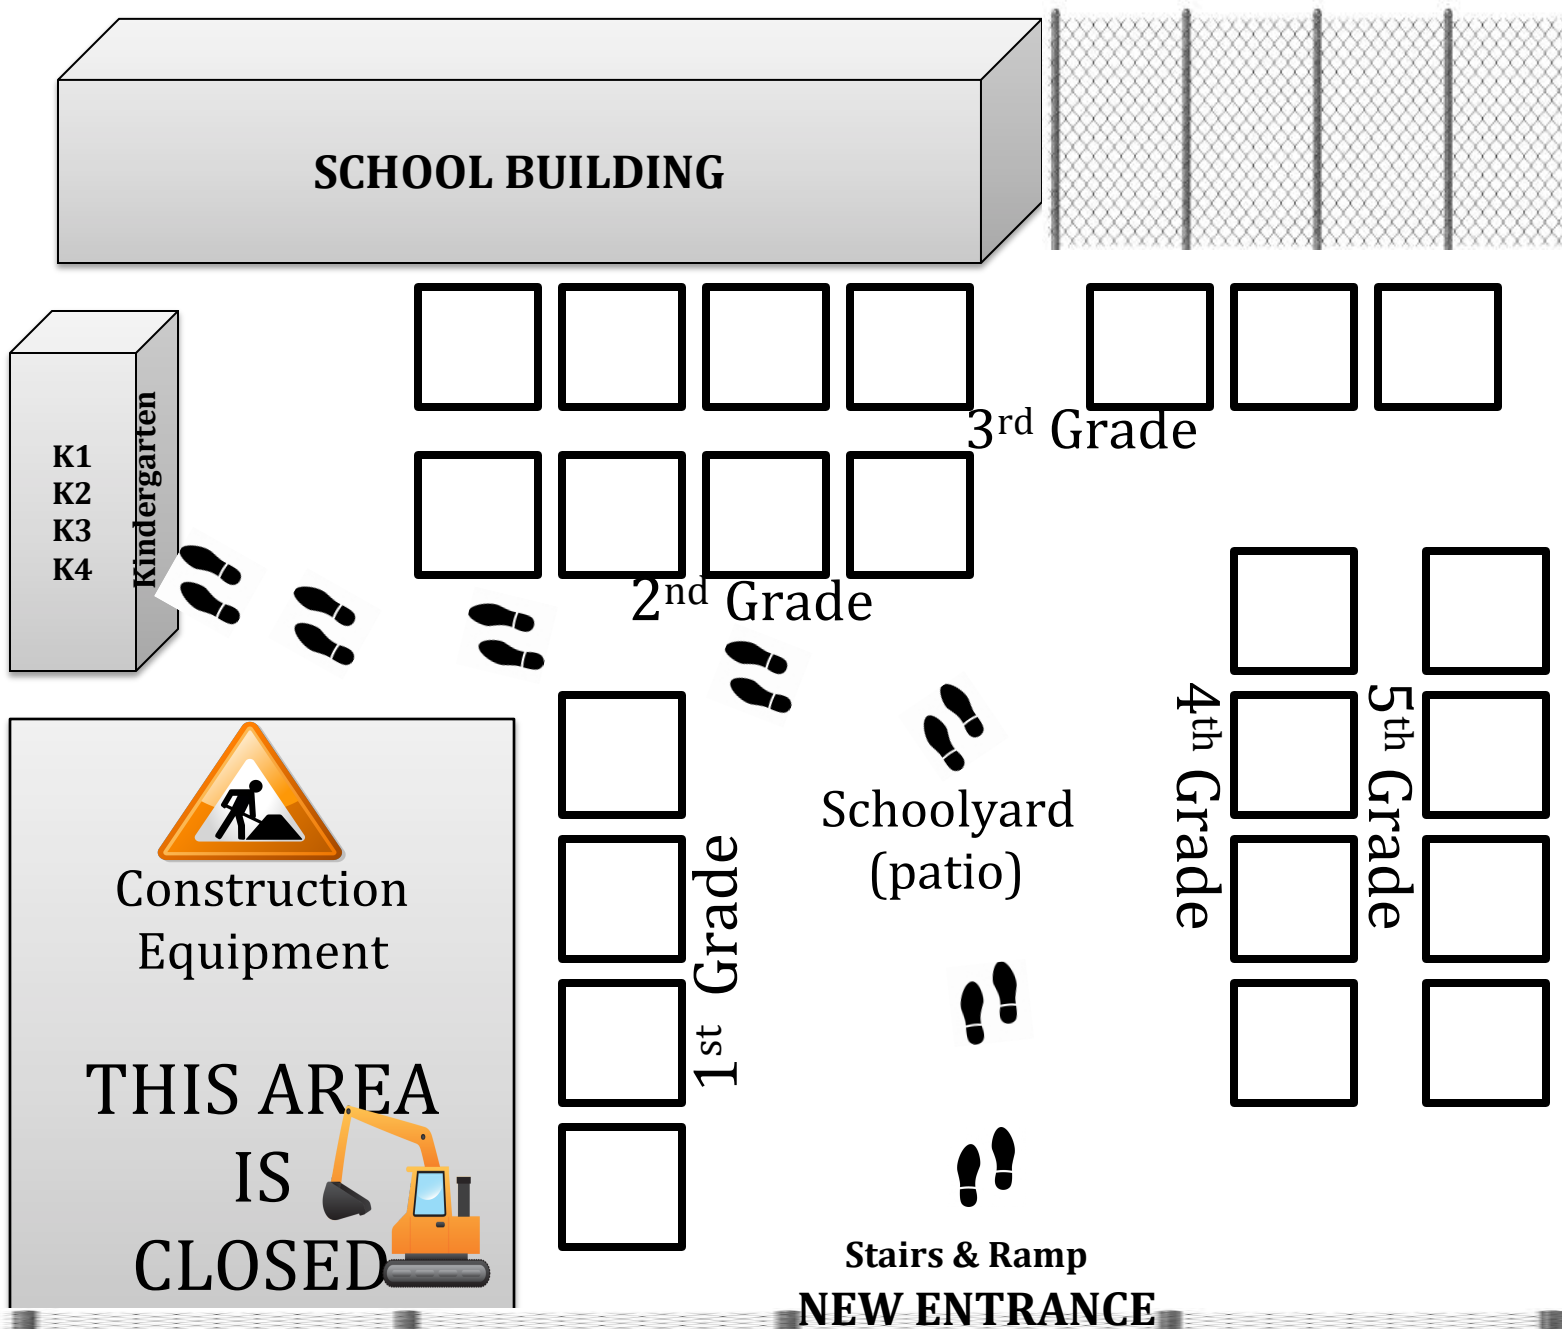 SCHOOL BUILDING
K1
K2
K3
K4
Kindergarten
3rd Grade
2nd Grade
4th Grade
5th Grade
1st Grade
Schoolyard
(patio)
Construction
Equipment
THIS AREA
IS
CLOSED
Stairs & Ramp
NEW ENTRANCE